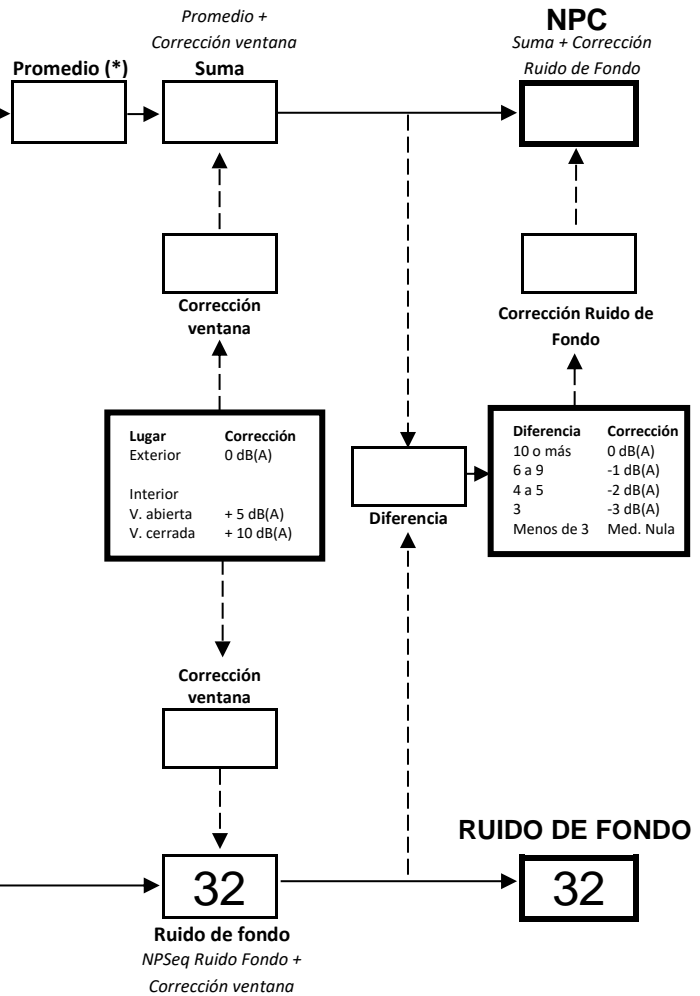 Promedio +
Corrección ventana
NPC
Suma + Corrección
Ruido de Fondo
Promedio (*)
Suma
Corrección
ventana
Corrección Ruido de
Fondo
Lugar Corrección
Exterior 0 dB(A)
Interior
V. abierta + 5 dB(A)
V. cerrada + 10 dB(A)
Diferencia
Diferencia Corrección
10 o más 0 dB(A)
6 a 9 -1 dB(A)
4 a 5 -2 dB(A)
3 -3 dB(A)
Menos de 3 Med. Nula
Corrección
ventana
RUIDO DE FONDO
32
32
Ruido de fondo
NPSeq Ruido Fondo +
Corrección ventana